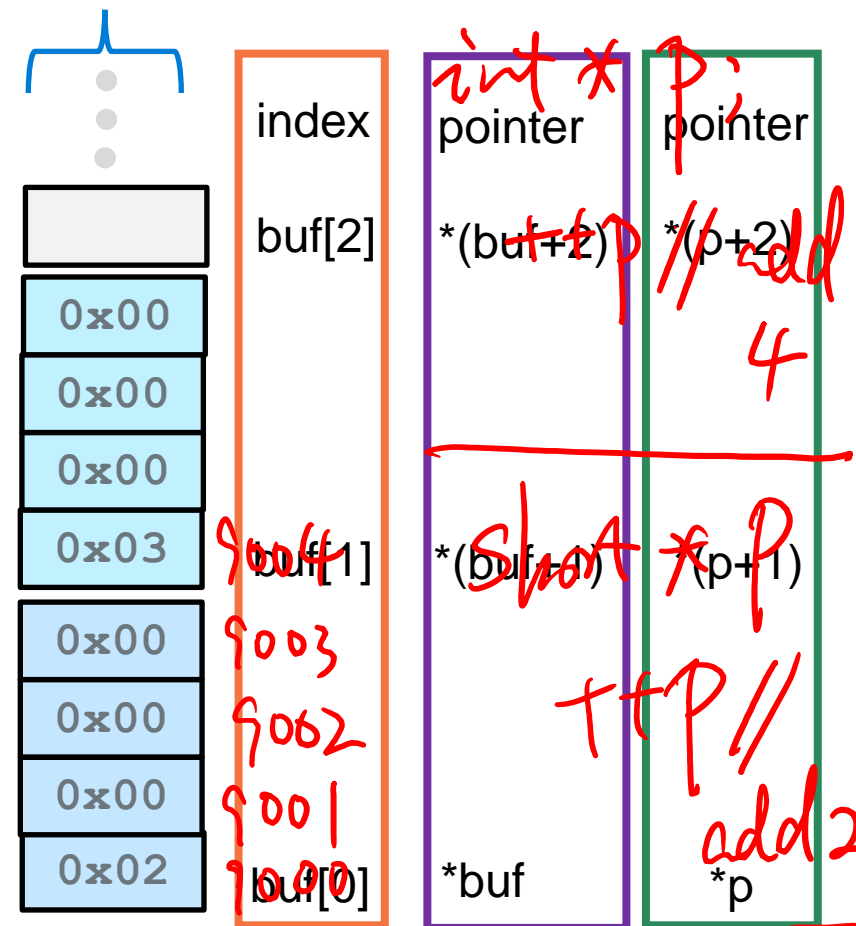 int * p;
index pointer pointer
buf[2] *(buf+2) *(p+2)
++p // add
4
0x00
0x00
0x00
0x03 9004 buf[1] *(buf+1) *(p+1)
short * p
0x00 9003
0x00 9002
++p //
add 2
0x00 9001
0x02 9000 buf[0] *buf *p